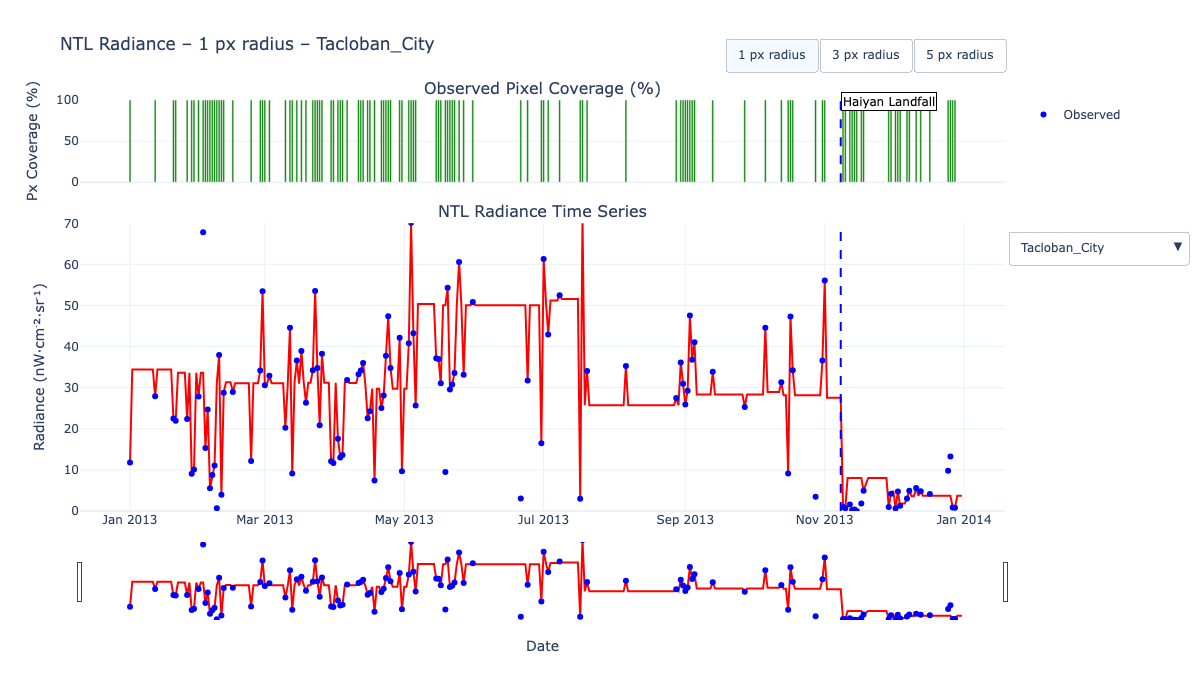 NTL Radiance – 1 px radius – Tacloban_City
1 px radius
3 px radius
5 px radius
Observed Pixel Coverage (%)
Px Coverage (%)
100
50
0
Haiyan Landfall
Observed
NTL Radiance Time Series
Tacloban_City ▼
Radiance (nW·cm⁻²·sr⁻¹)
70
60
50
40
30
20
10
0
Jan 2013
Mar 2013
May 2013
Jul 2013
Sep 2013
Nov 2013
Jan 2014
Date